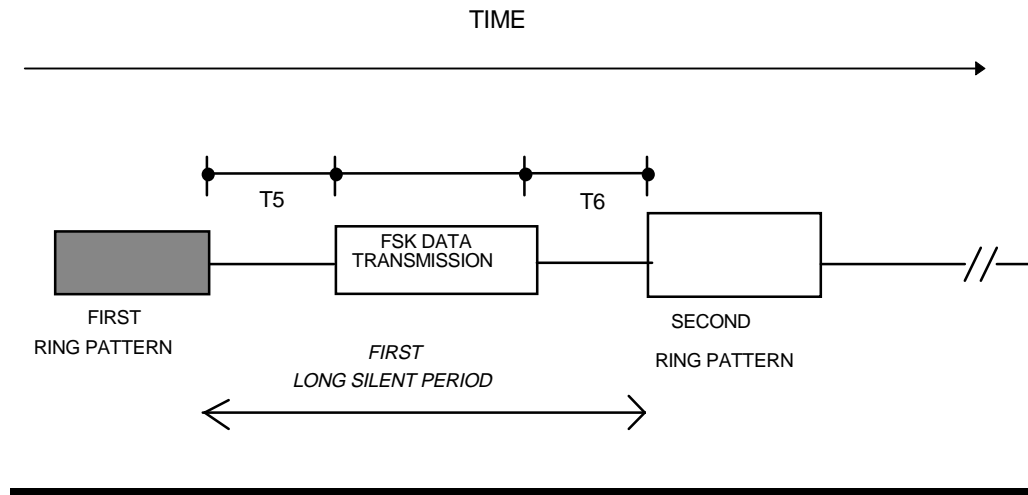 TIME
T5
T6
FSK DATA
TRANSMISSION
FIRST
RING PATTERN
SECOND
RING PATTERN
FIRST
LONG SILENT PERIOD